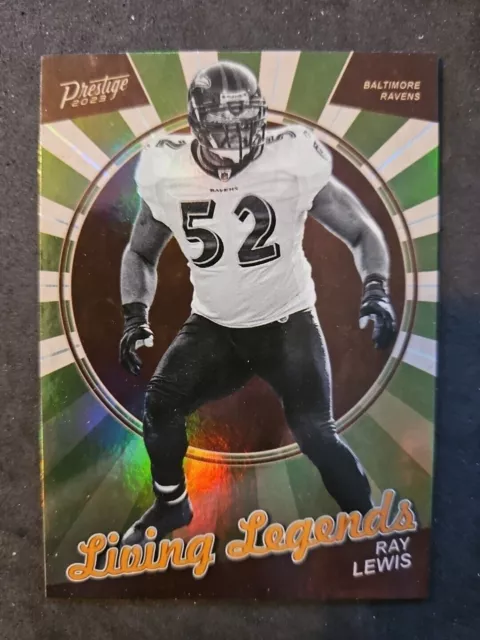 Prestige
2023
BALTIMORE
RAVENS
RAVENS
52
Living Legends
RAY
LEWIS